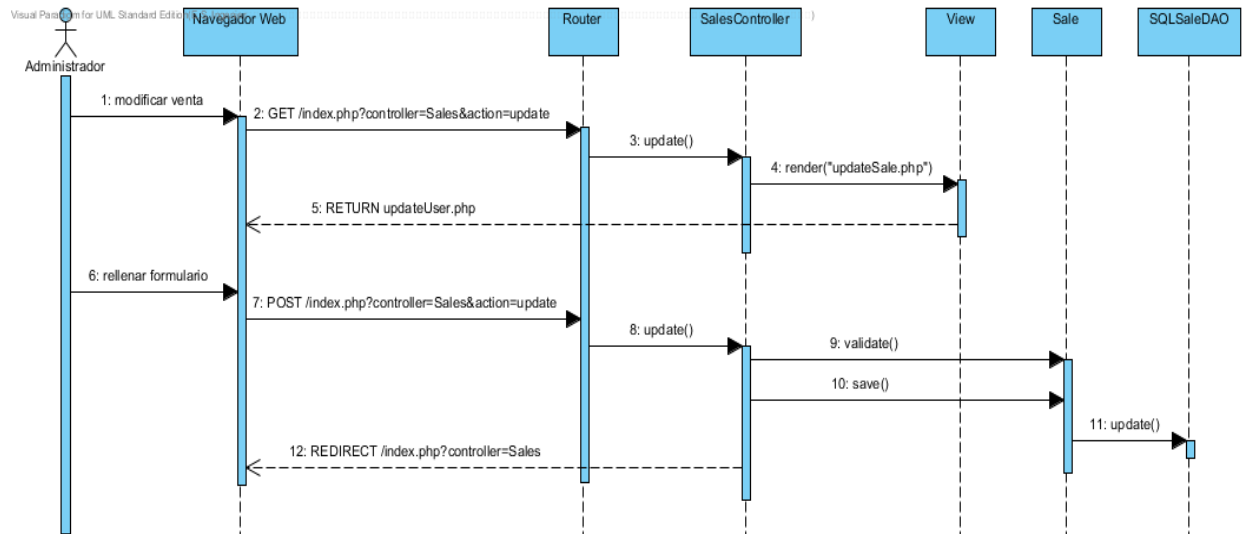 Visual Paradigm for UML Standard Edition
Navegador Web
Router
SalesController
View
Sale
SQLSaleDAO
Administrador
1: modificar venta
2: GET /index.php?controller=Sales&action=update
3: update()
4: render("updateSale.php")
5: RETURN updateUser.php
6: rellenar formulario
7: POST /index.php?controller=Sales&action=update
8: update()
9: validate()
10: save()
11: update()
12: REDIRECT /index.php?controller=Sales